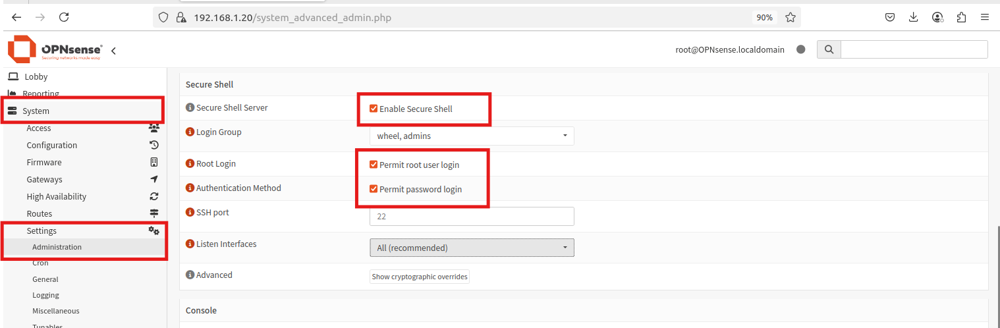 192.168.1.20/system_advanced_admin.php
90%
OPNsense®
Securing networks made easy
root@OPNsense.localdomain
Lobby
Reporting
System
Access
Configuration
Firmware
Gateways
High Availability
Routes
Settings
Administration
Cron
General
Logging
Miscellaneous
Tunables
Secure Shell
Secure Shell Server
Enable Secure Shell
Login Group
wheel, admins
Root Login
Permit root user login
Authentication Method
Permit password login
SSH port
22
Listen Interfaces
All (recommended)
Advanced
Show cryptographic overrides
Console